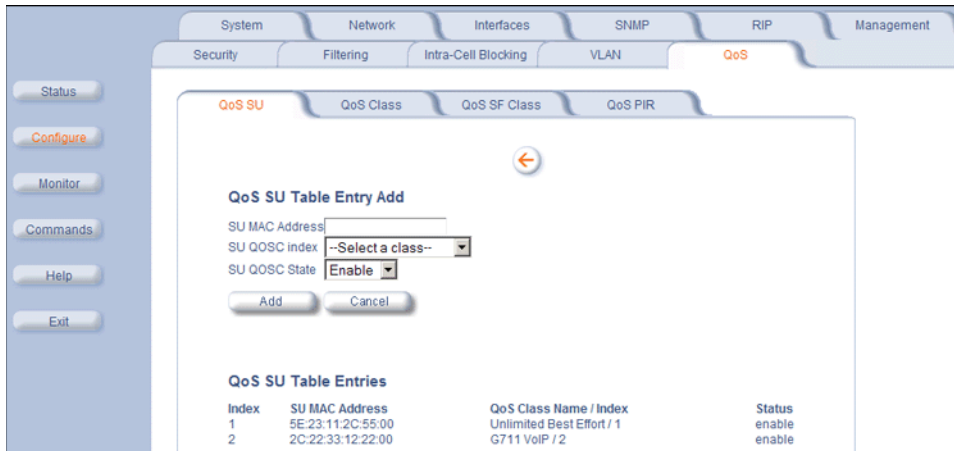 System Network Interfaces SNMP RIP Management
Security Filtering Intra-Cell Blocking VLAN QoS
Status
Configure
Monitor
Commands
Help
Exit
QoS SU QoS Class QoS SF Class QoS PIR
QoS SU Table Entry Add
SU MAC Address
SU QOSC index --Select a class--
SU QOSC State Enable
Add Cancel
QoS SU Table Entries
Index SU MAC Address QoS Class Name / Index Status
1 5E:23:11:2C:55:00 Unlimited Best Effort / 1 enable
2 2C:22:33:12:22:00 G711 VoIP / 2 enable